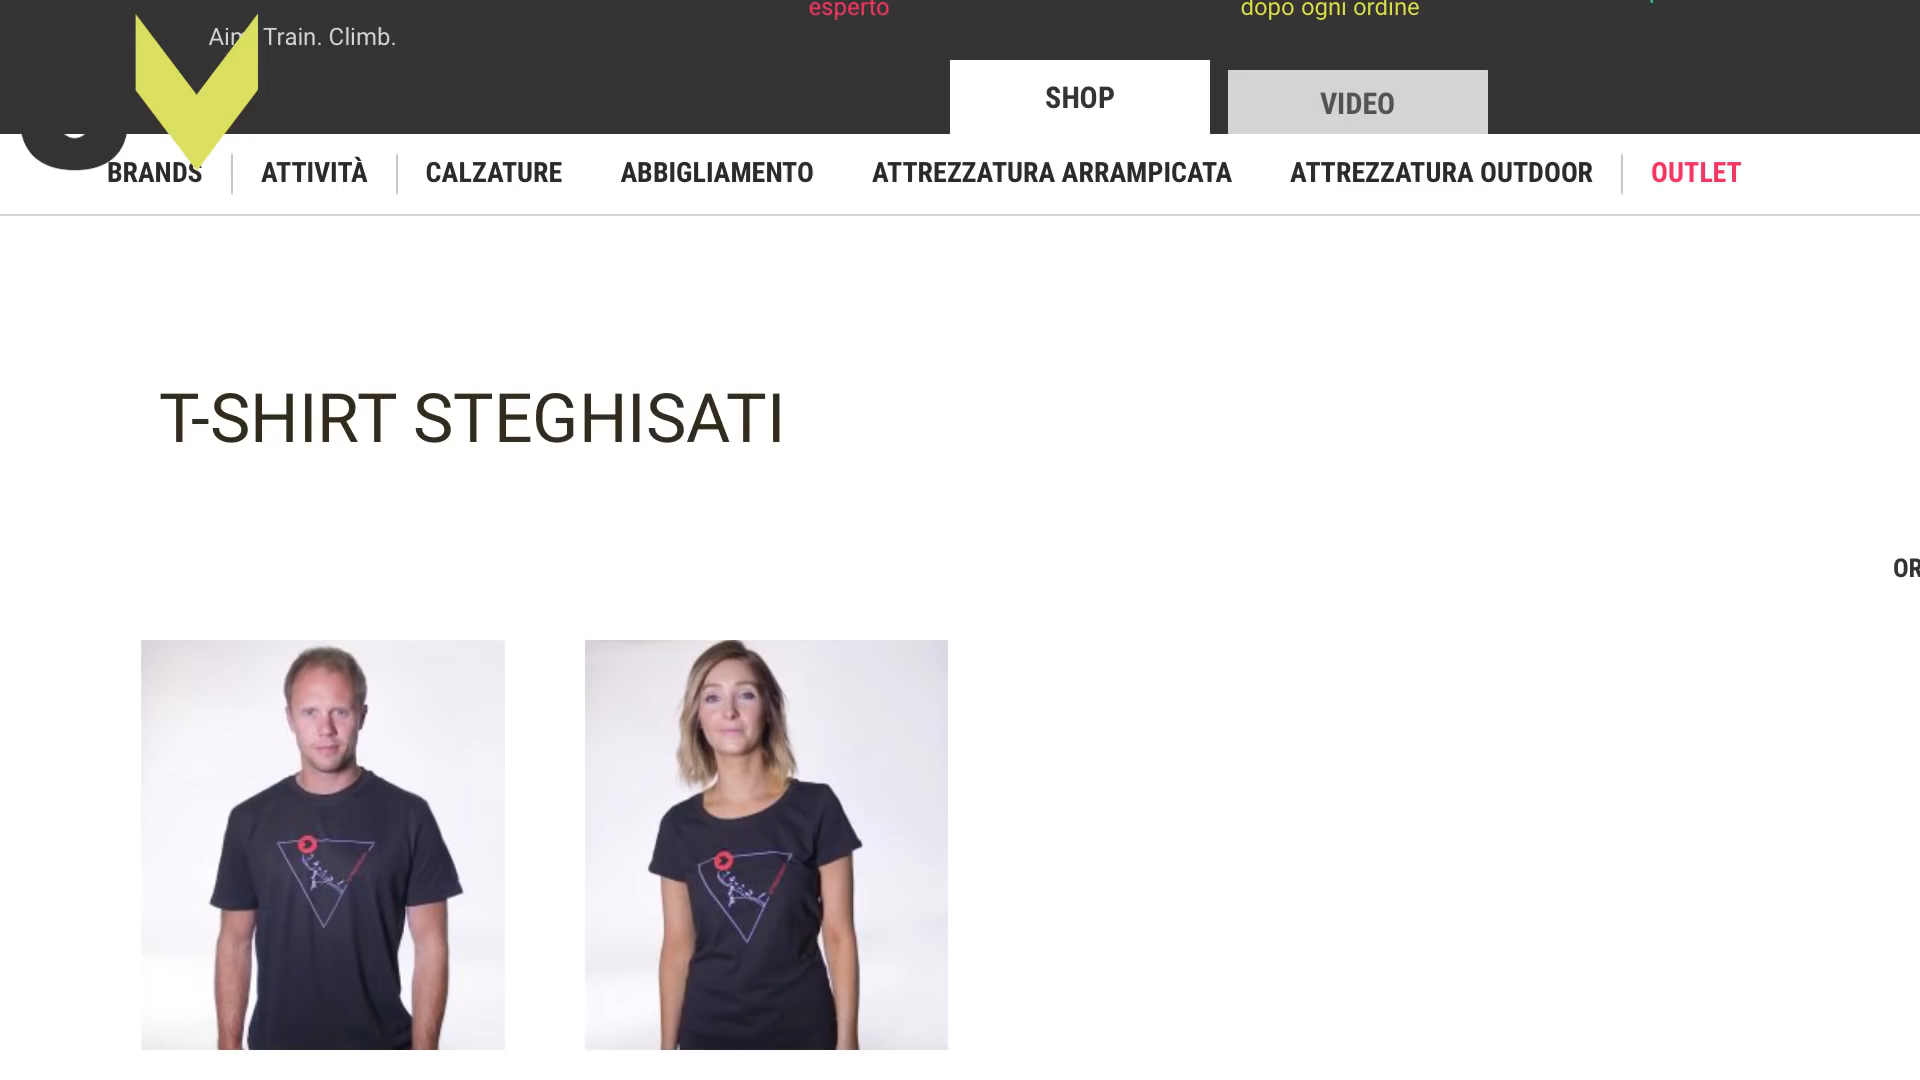 esperto
dopo ogni ordine
Train. Climb.
SHOP
VIDEO
BRANDS
ATTIVITÀ
CALZATURE
ABBIGLIAMENTO
ATTREZZATURA ARRAMPICATA
ATTREZZATURA OUTDOOR
OUTLET
T-SHIRT STEGHISATI
OR